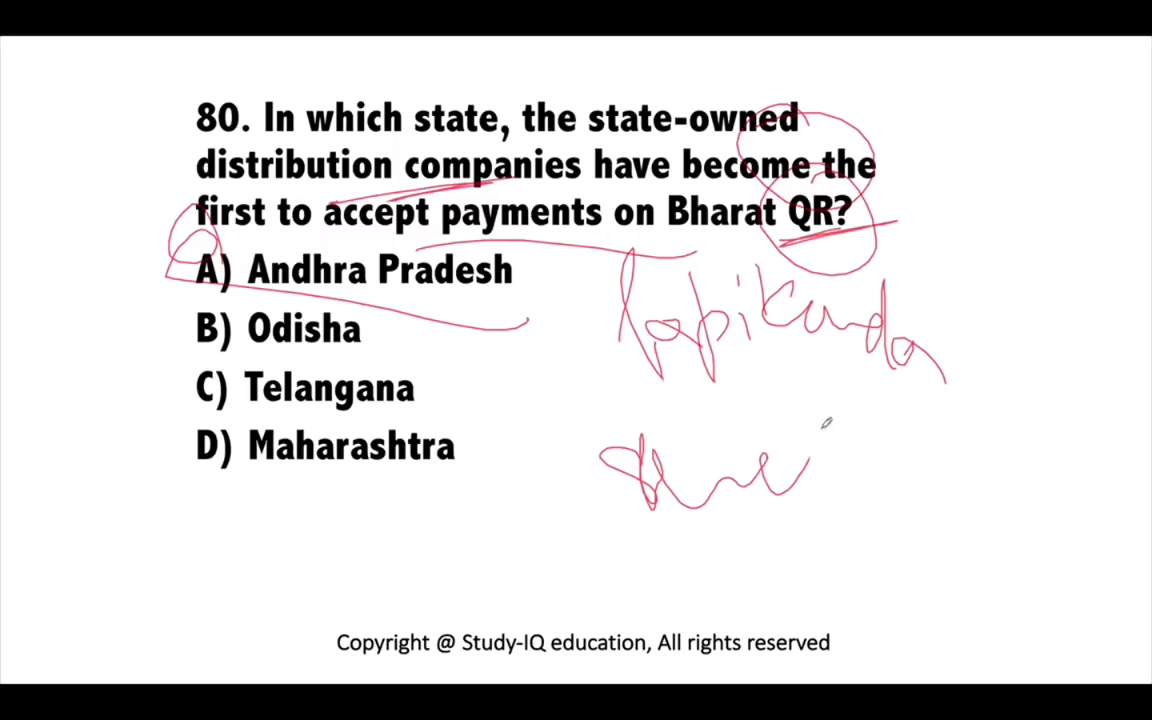 80. In which state, the state-owned
distribution companies have become the
first to accept payments on Bharat QR?
A) Andhra Pradesh
B) Odisha
C) Telangana
D) Maharashtra
Copyright @ Study-IQ education, All rights reserved